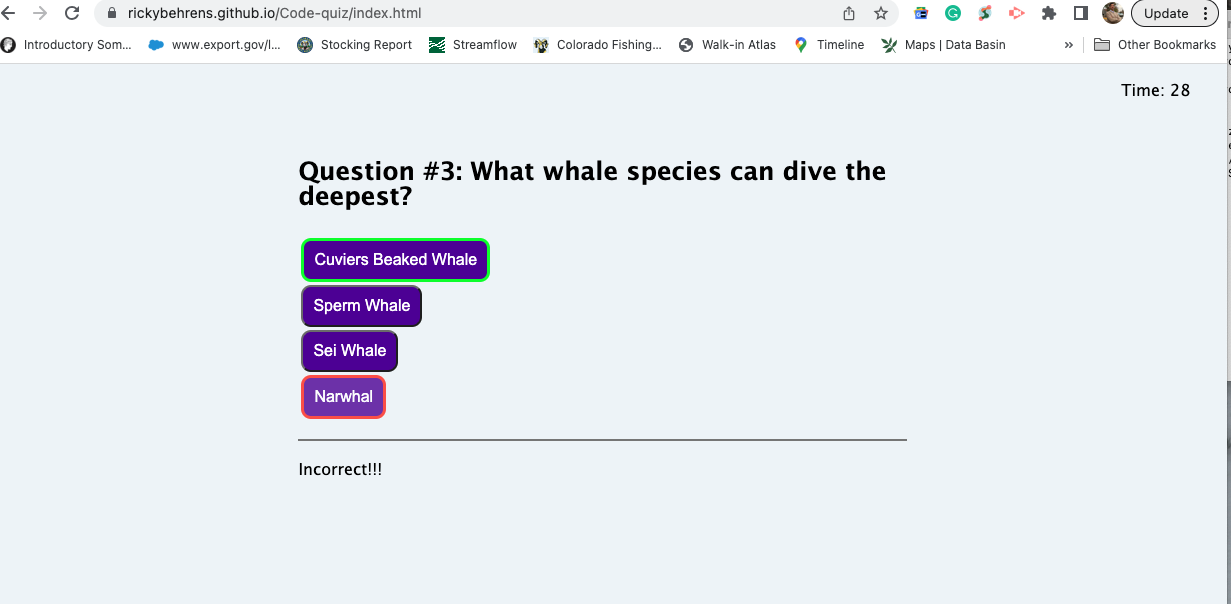 rickybehrens.github.io/Code-quiz/index.html
Update
Introductory Som...
www.export.gov/l...
Stocking Report
Streamflow
Colorado Fishing...
Walk-in Atlas
Timeline
Maps | Data Basin
»
Other Bookmarks
Time: 28
Question #3: What whale species can dive the
deepest?
Cuviers Beaked Whale
Sperm Whale
Sei Whale
Narwhal
Incorrect!!!